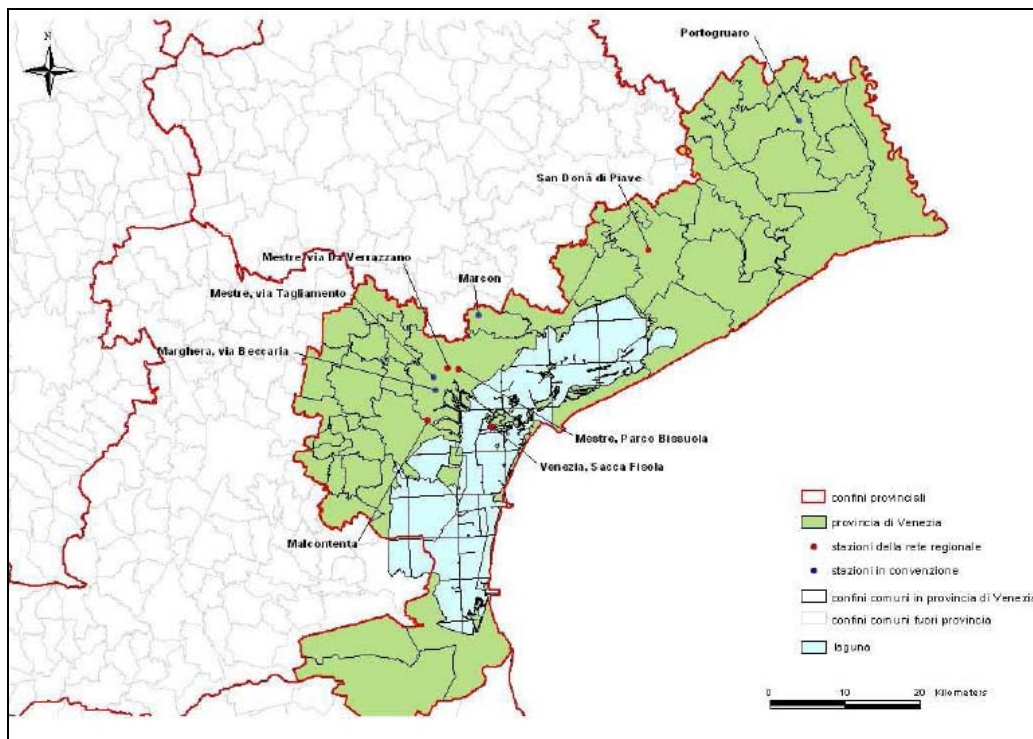 N
Portogruaro
San Donà di Piave
Mestre, via Da Verrazzano
Marcon
Mestre, via Tagliamento
Marghera, via Beccaria
Mestre, Parco Bissuola
Venezia, Sacca Fisola
Malcontenta
confini provinciali
provincia di Venezia
stazioni della rete regionale
stazioni in convenzione
confini comuni in provincia di Venezia
confini comuni fuori provincia
laguna
0 10 20 Kilometers